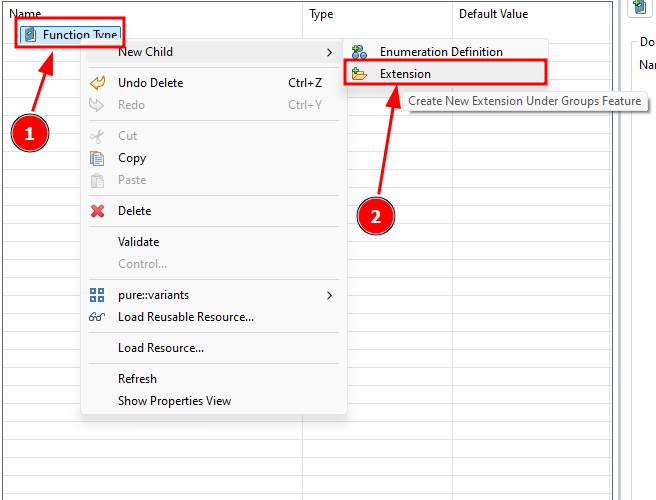 Name Type Default Value
Function Type
Do
Nar
New Child
Enumeration Definition
Extension
Create New Extension Under Groups Feature
Undo Delete Ctrl+Z
Redo Ctrl+Y
1
Cut
Copy
Paste
2
Delete
Validate
Control...
pure::variants
Load Reusable Resource...
Load Resource...
Refresh
Show Properties View